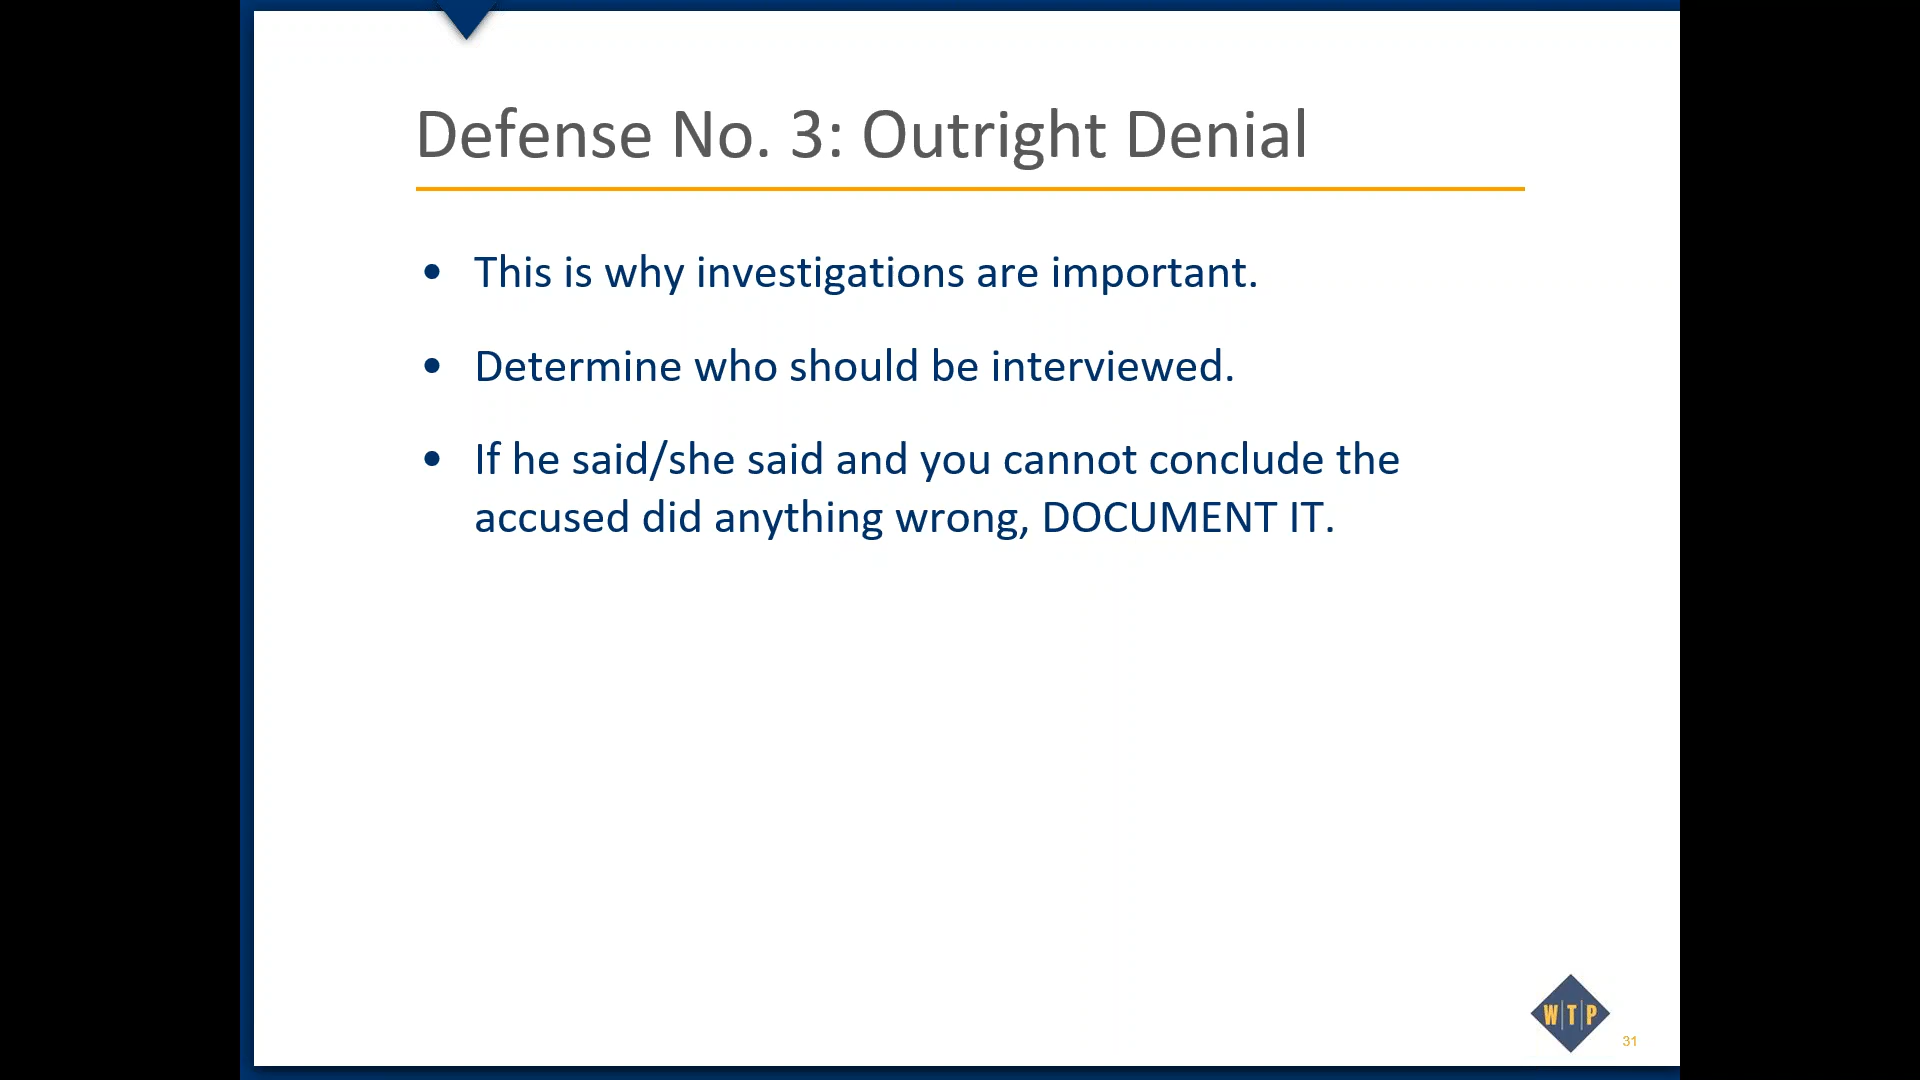 Defense No. 3: Outright Denial
• This is why investigations are important.
• Determine who should be interviewed.
• If he said/she said and you cannot conclude the
accused did anything wrong, DOCUMENT IT.
W|T|P
31